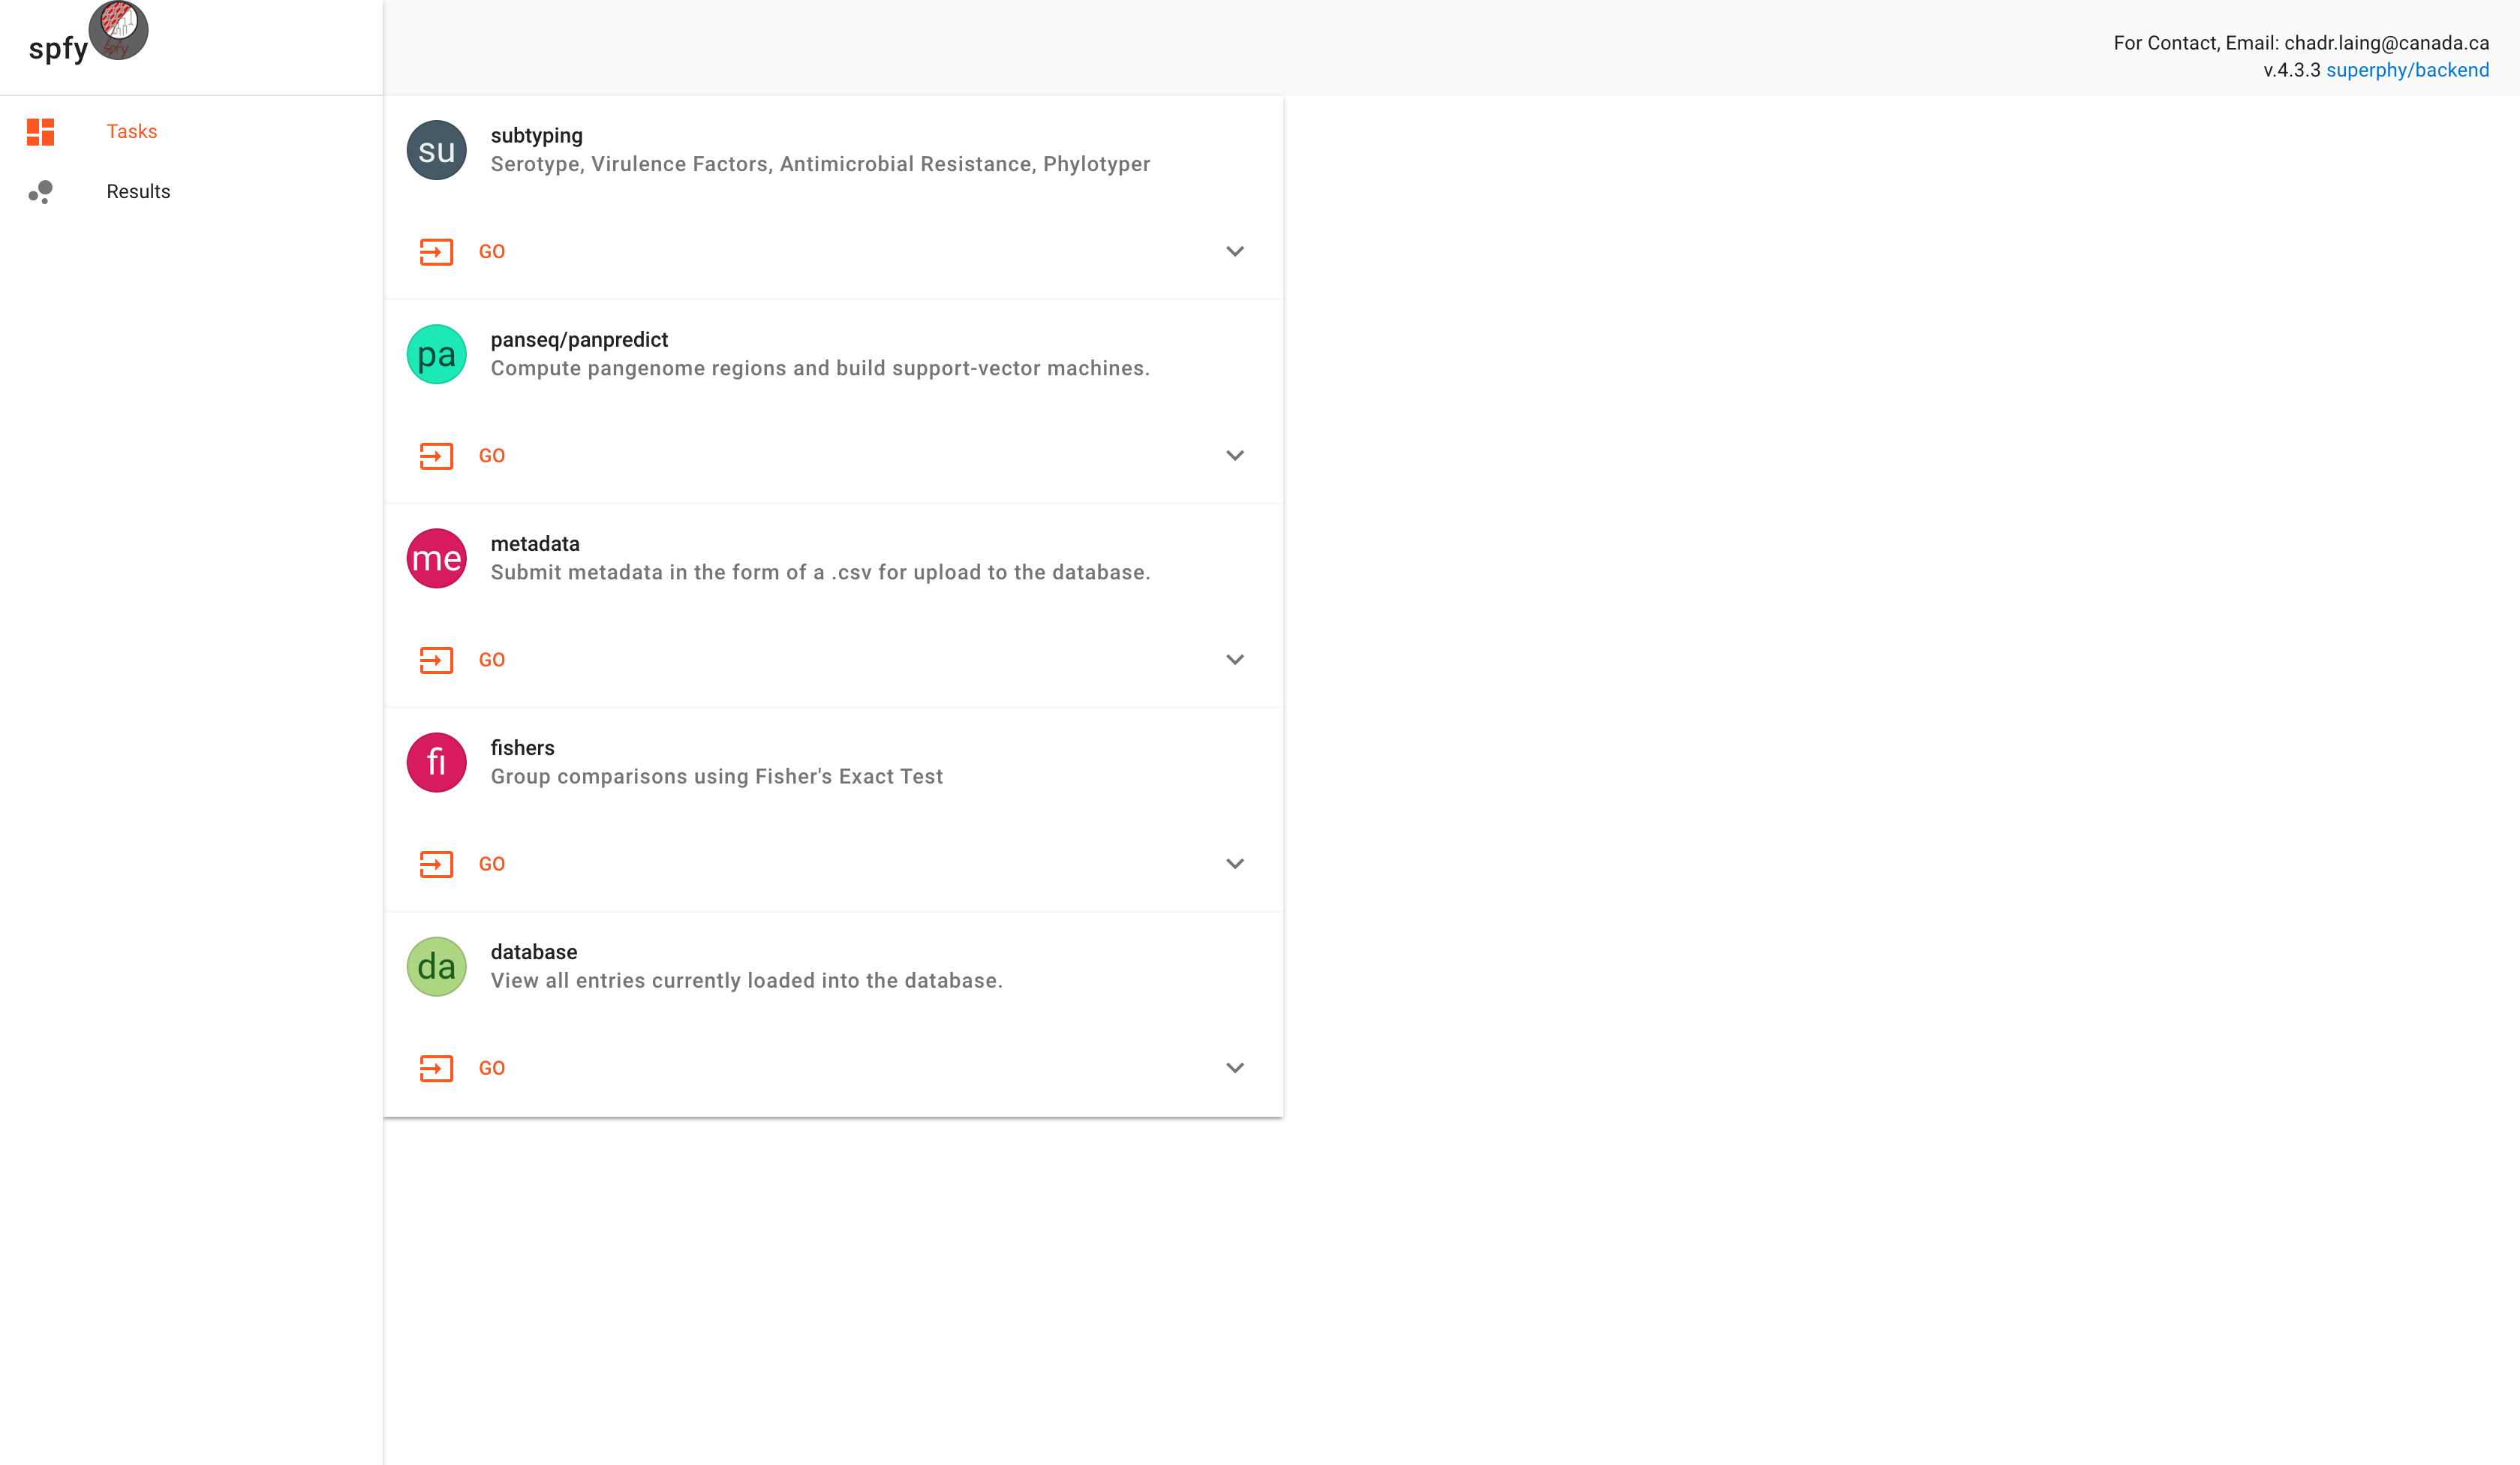 spfy
spfy
For Contact, Email: chadr.laing@canada.ca
v.4.3.3 superphy/backend
Tasks
Results
su
subtyping
Serotype, Virulence Factors, Antimicrobial Resistance, Phylotyper
GO
pa
panseq/panpredict
Compute pangenome regions and build support-vector machines.
GO
me
metadata
Submit metadata in the form of a .csv for upload to the database.
GO
fi
fishers
Group comparisons using Fisher's Exact Test
GO
da
database
View all entries currently loaded into the database.
GO